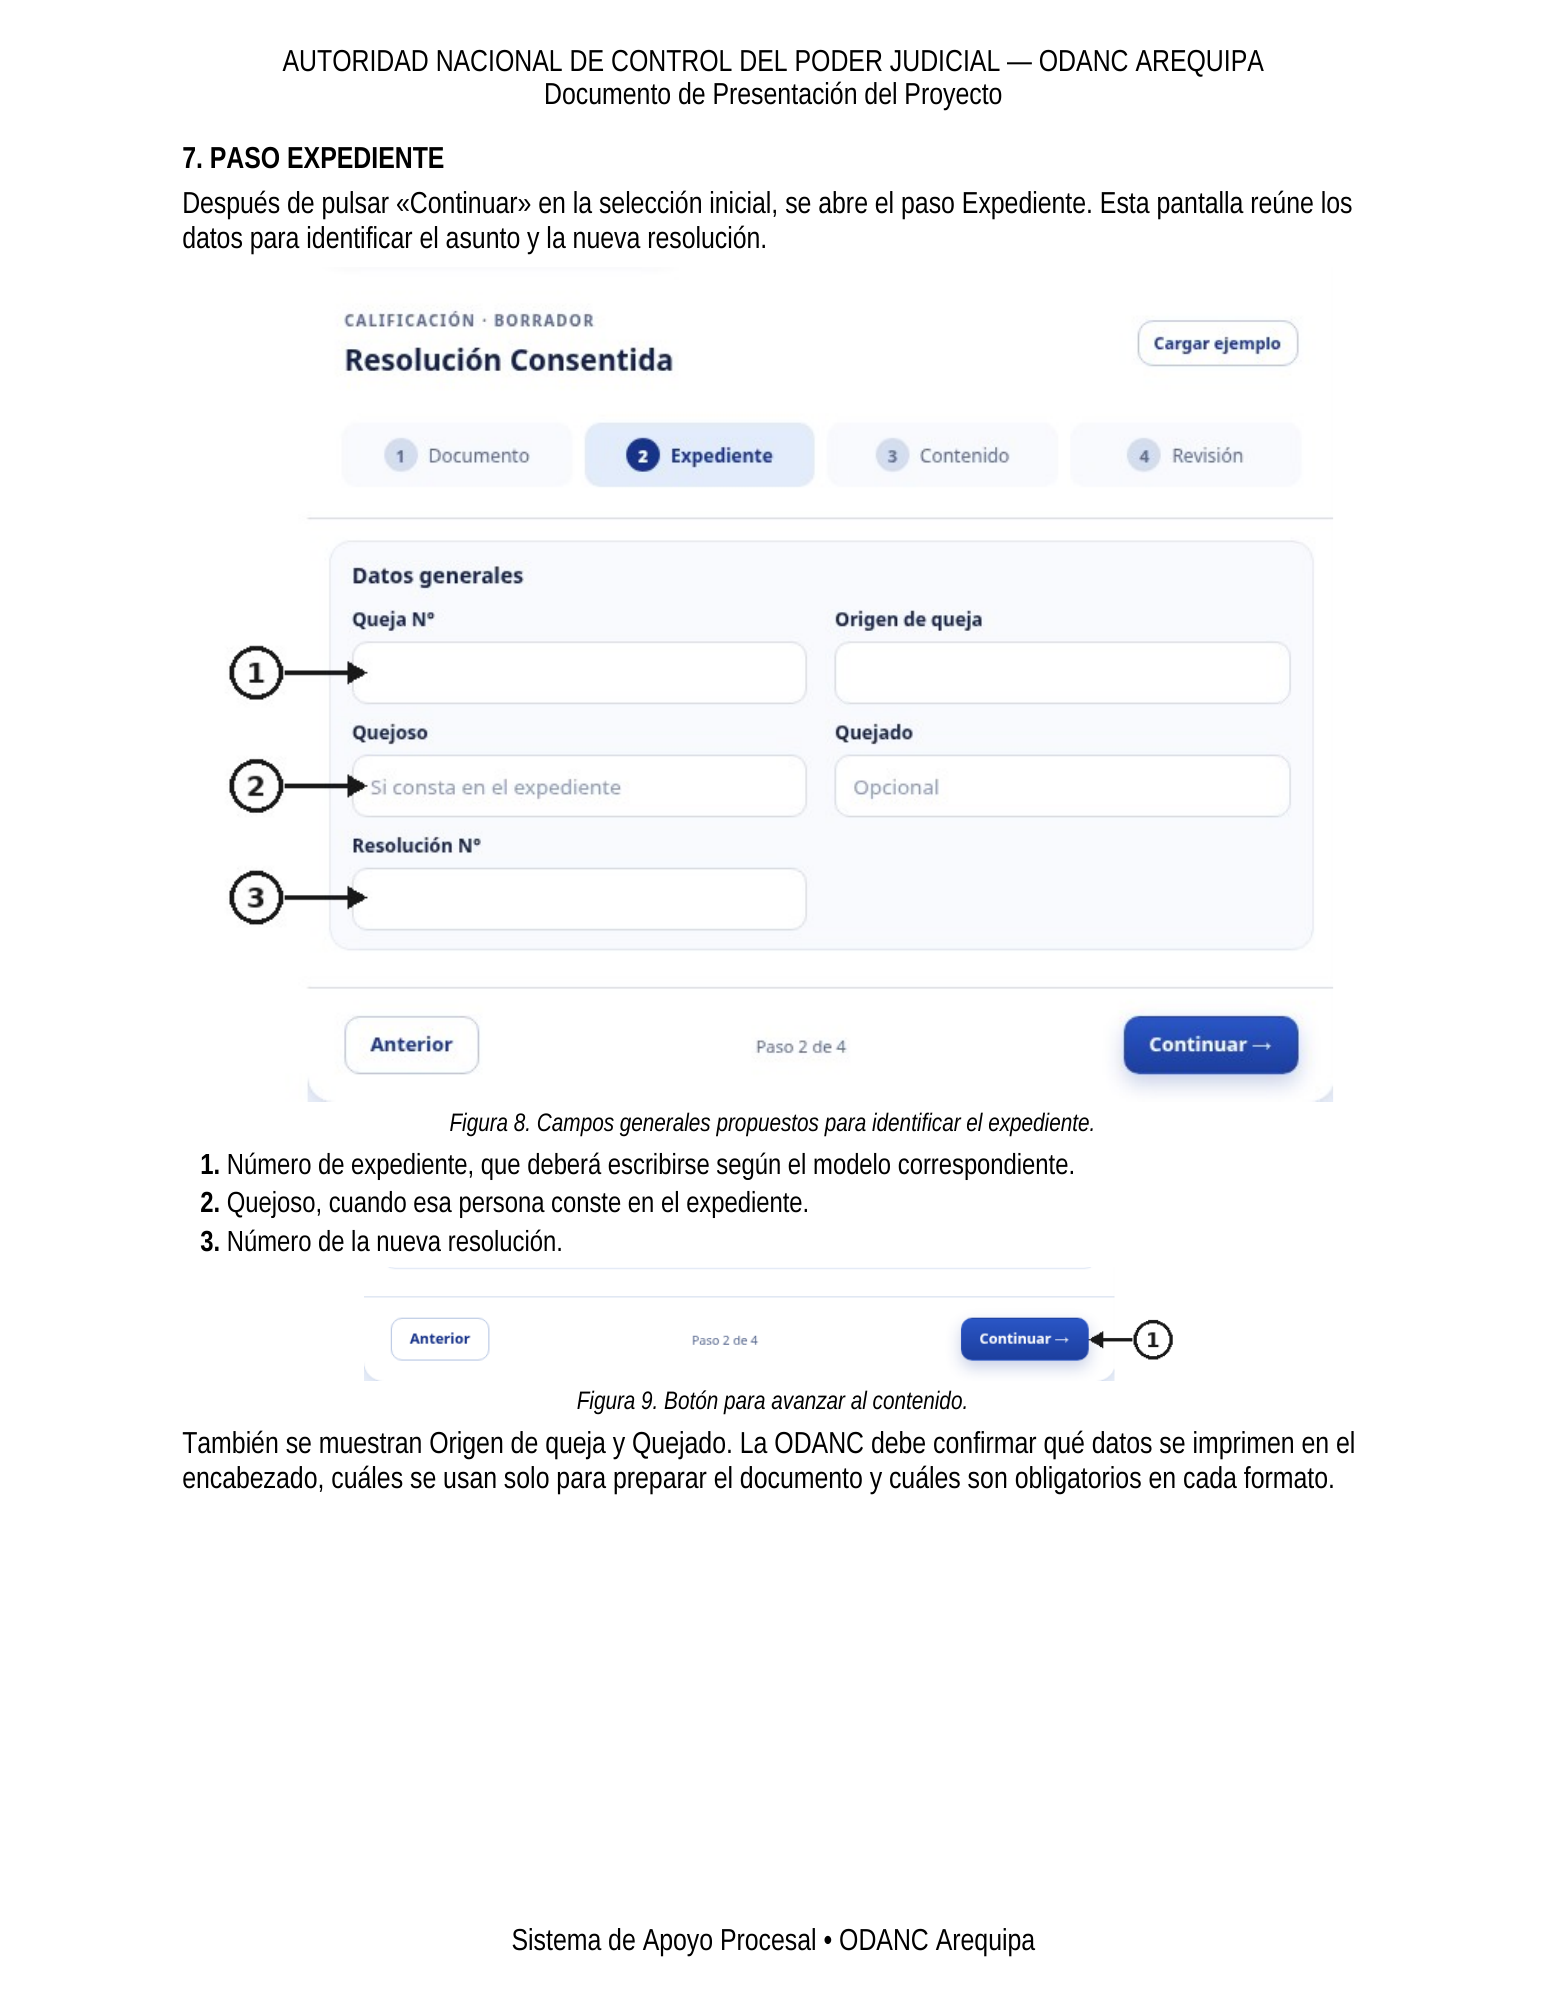 AUTORIDAD NACIONAL DE CONTROL DEL PODER JUDICIAL — ODANC AREQUIPA
Documento de Presentación del Proyecto
7. PASO EXPEDIENTE
Después de pulsar «Continuar» en la selección inicial, se abre el paso Expediente. Esta pantalla reúne los
datos para identificar el asunto y la nueva resolución.
CALIFICACIÓN · BORRADOR
Resolución Consentida
Cargar ejemplo
1 Documento
2 Expediente
3 Contenido
4 Revisión
Datos generales
Queja N°
Origen de queja
1
Quejoso
Quejado
2
Si consta en el expediente
Opcional
Resolución N°
3
Anterior
Paso 2 de 4
Continuar →
Figura 8. Campos generales propuestos para identificar el expediente.
1. Número de expediente, que deberá escribirse según el modelo correspondiente.
2. Quejoso, cuando esa persona conste en el expediente.
3. Número de la nueva resolución.
Anterior
Paso 2 de 4
Continuar →
1
Figura 9. Botón para avanzar al contenido.
También se muestran Origen de queja y Quejado. La ODANC debe confirmar qué datos se imprimen en el
encabezado, cuáles se usan solo para preparar el documento y cuáles son obligatorios en cada formato.
Sistema de Apoyo Procesal • ODANC Arequipa